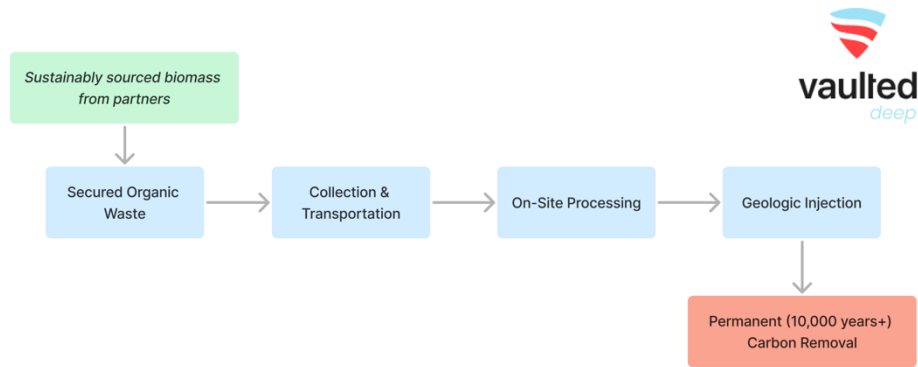 vaulted
deep
Sustainably sourced biomass
from partners
Secured Organic
Waste
Collection &
Transportation
On-Site Processing
Geologic Injection
Permanent (10,000 years+)
Carbon Removal